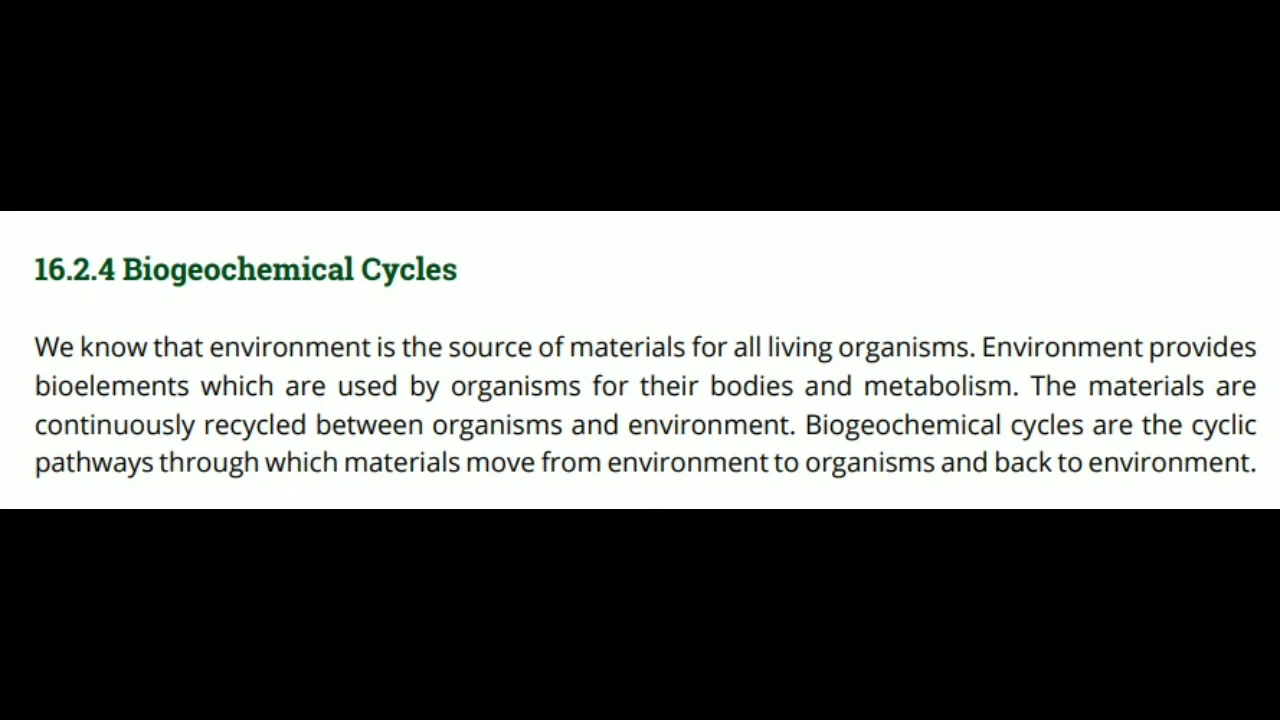 16.2.4 Biogeochemical Cycles
We know that environment is the source of materials for all living organisms. Environment provides
bioelements which are used by organisms for their bodies and metabolism. The materials are
continuously recycled between organisms and environment. Biogeochemical cycles are the cyclic
pathways through which materials move from environment to organisms and back to environment.